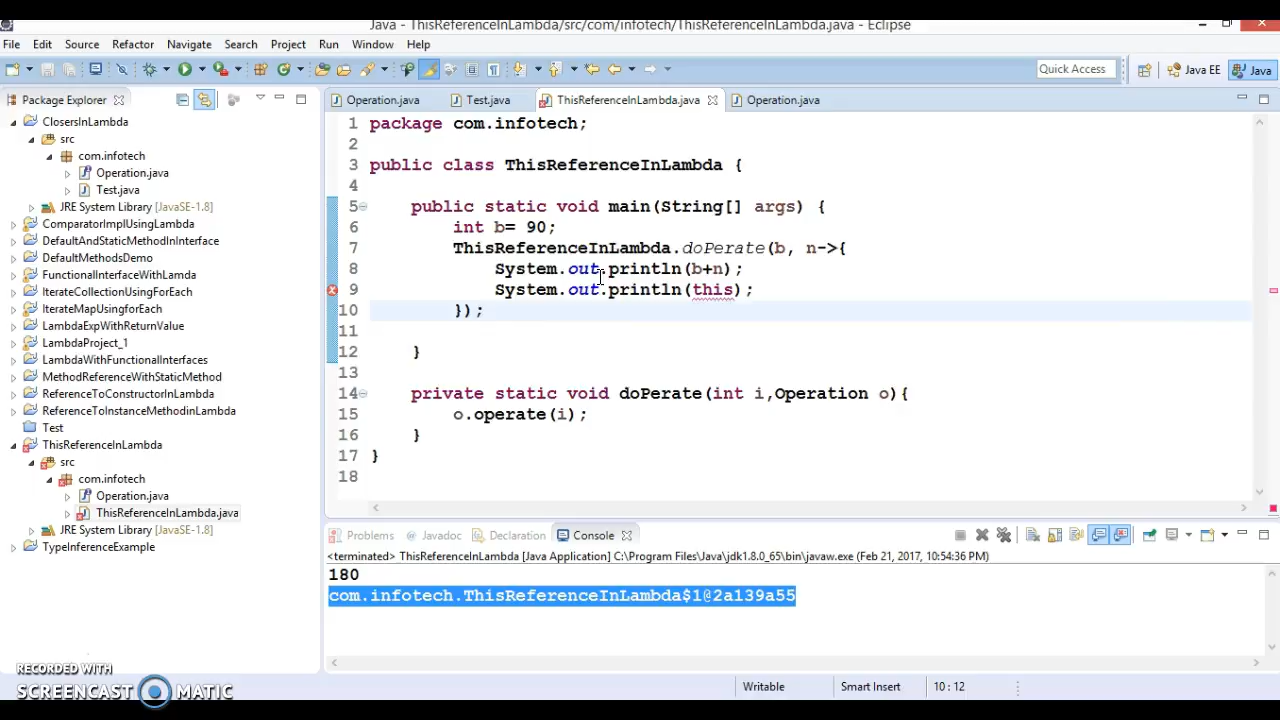 Java - ThisReferenceInLambda/src/com/infotech/ThisReferenceInLambda.java - Eclipse
File Edit Source Refactor Navigate Search Project Run Window Help
Quick Access Java EE Java
Package Explorer
ClosersInLambda
src
com.infotech
Operation.java
Test.java
JRE System Library [JavaSE-1.8]
ComparatorImplUsingLambda
DefaultAndStaticMethodInInterface
DefaultMethodsDemo
FunctionalInterfaceWithLamda
IterateCollectionUsingForEach
IterateMapUsingforEach
LambdaExpWithReturnValue
LambdaProject_1
LambdaWithFunctionalInterfaces
MethodReferenceWithStaticMethod
ReferenceToConstructorInLambda
ReferenceToInstanceMethodinLambda
Test
ThisReferenceInLambda
src
com.infotech
Operation.java
ThisReferenceInLambda.java
JRE System Library [JavaSE-1.8]
TypeInferenceExample
Operation.java Test.java ThisReferenceInLambda.java Operation.java
1 package com.infotech;
2
3 public class ThisReferenceInLambda {
4
5 public static void main(String[] args) {
6 int b= 90;
7 ThisReferenceInLambda.doPerate(b, n->{
8 System.out.println(b+n);
9 System.out.println(this);
10 });
11
12 }
13
14 private static void doPerate(int i,Operation o){
15 o.operate(i);
16 }
17 }
18
Problems Javadoc Declaration Console
<terminated> ThisReferenceInLambda [Java Application] C:\Program Files\Java\jdk1.8.0_65\bin\javaw.exe (Feb 21, 2017, 10:54:36 PM)
180
com.infotech.ThisReferenceInLambda$1@2a139a55
Writable Smart Insert 10 : 12
RECORDED WITH
SCREENCAST MATIC